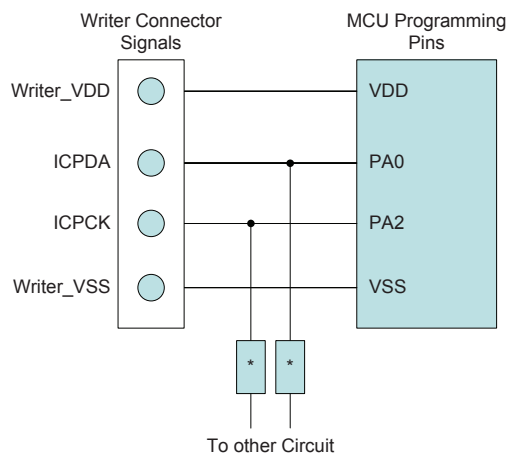 Writer Connector
Signals
MCU Programming
Pins
Writer_VDD
VDD
ICPDA
PA0
ICPCK
PA2
Writer_VSS
VSS
*
*
To other Circuit